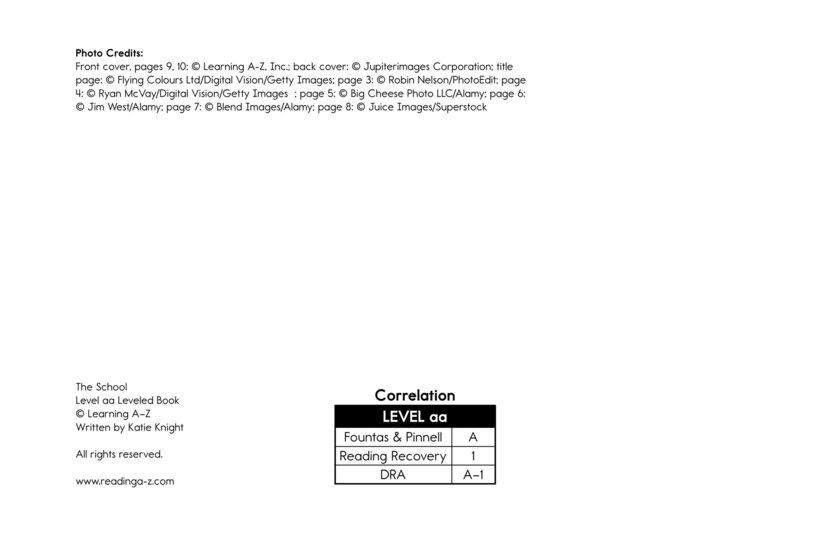 Photo Credits:
Front cover, pages 9, 10: © Learning A-Z, Inc.; back cover: © Jupiterimages Corporation; title
page: © Flying Colours Ltd/Digital Vision/Getty Images; page 3: © Robin Nelson/PhotoEdit; page
4: © Ryan McVay/Digital Vision/Getty Images  ; page 5: © Big Cheese Photo LLC/Alamy; page 6:
© Jim West/Alamy; page 7: © Blend Images/Alamy; page 8: © Juice Images/Superstock
The School
Level aa Leveled Book
© Learning A–Z
Written by Katie Knight
All rights reserved.
www.readinga-z.com
Correlation
LEVEL aa
Fountas & Pinnell A
Reading Recovery 1
DRA A–1